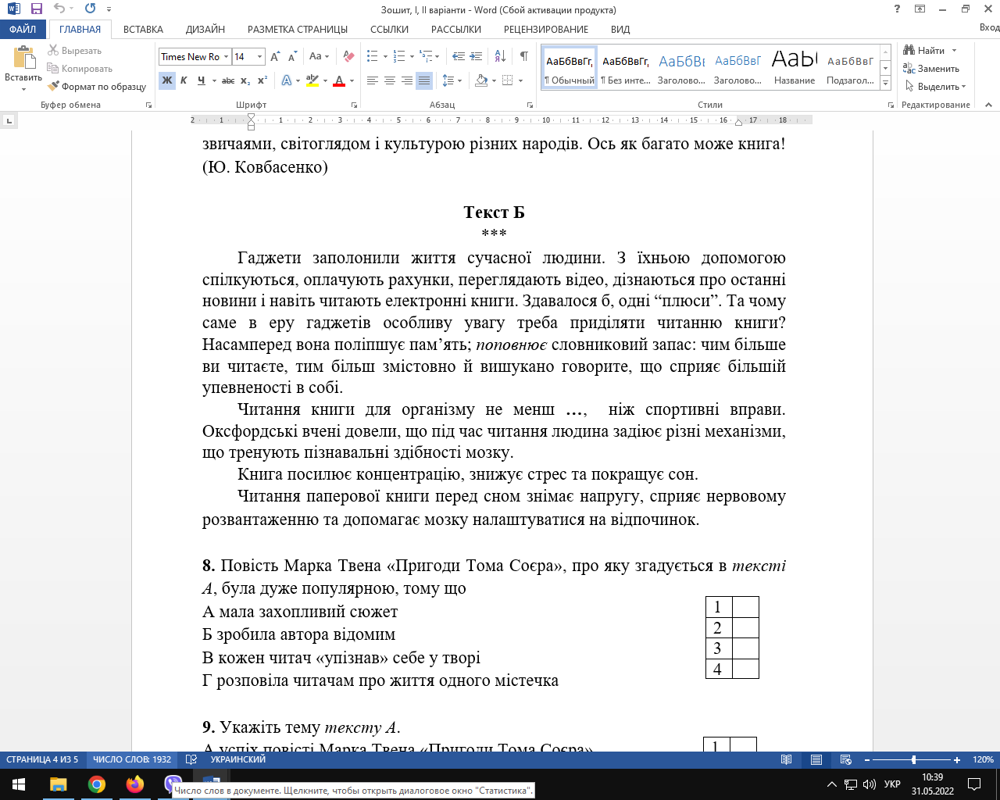 Зошит, І, ІІ варіанти - Word (Сбой активации продукта)
ФАЙЛ ГЛАВНАЯ ВСТАВКА ДИЗАЙН РАЗМЕТКА СТРАНИЦЫ ССЫЛКИ РАССЫЛКИ РЕЦЕНЗИРОВАНИЕ ВИД Вход
Вставить
Вырезать
Копировать
Формат по образцу
Буфер обмена
Times New Ro 14
Ж К Ч abc x₂ x²
Шрифт
Абзац
АаБбВвГг, АаБбВвГг, АаБбВ АаБбВвГ АаЬ АаБбВвГ
¶ Обычный ¶ Без инте... Заголово... Заголово... Название Подзагол...
Стили
Найти
Заменить
Выделить
Редактирование
2 1 1 2 3 4 5 6 7 8 9 10 11 12 13 14 15 16 17 18
звичаями, світоглядом і культурою різних народів. Ось як багато може книга!
(Ю. Ковбасенко)
Текст Б
***
Гаджети заполонили життя сучасної людини. З їхньою допомогою
спілкуються, оплачують рахунки, переглядають відео, дізнаються про останні
новини і навіть читають електронні книги. Здавалося б, одні “плюси”. Та чому
саме в еру гаджетів особливу увагу треба приділяти читанню книги?
Насамперед вона поліпшує пам’ять; поповнює словниковий запас: чим більше
ви читаєте, тим більш змістовно й вишукано говорите, що сприяє більшій
упевненості в собі.
Читання книги для організму не менш …, ніж спортивні вправи.
Оксфордські вчені довели, що під час читання людина задіює різні механізми,
що тренують пізнавальні здібності мозку.
Книга посилює концентрацію, знижує стрес та покращує сон.
Читання паперової книги перед сном знімає напругу, сприяє нервовому
розвантаженню та допомагає мозку налаштуватися на відпочинок.
8. Повість Марка Твена «Пригоди Тома Соєра», про яку згадується в тексті
А, була дуже популярною, тому що
А мала захопливий сюжет
Б зробила автора відомим
В кожен читач «упізнав» себе у творі
Г розповіла читачам про життя одного містечка
1
2
3
4
9. Укажіть тему тексту А.
А успіх повісті Марка Твена «Пригоди Тома Соєра»
1
СТРАНИЦА 4 ИЗ 5 ЧИСЛО СЛОВ: 1932 УКРАИНСКИЙ 120%
Число слов в документе. Щелкните, чтобы открыть диалоговое окно "Статистика".
УКР
10:39
31.05.2022